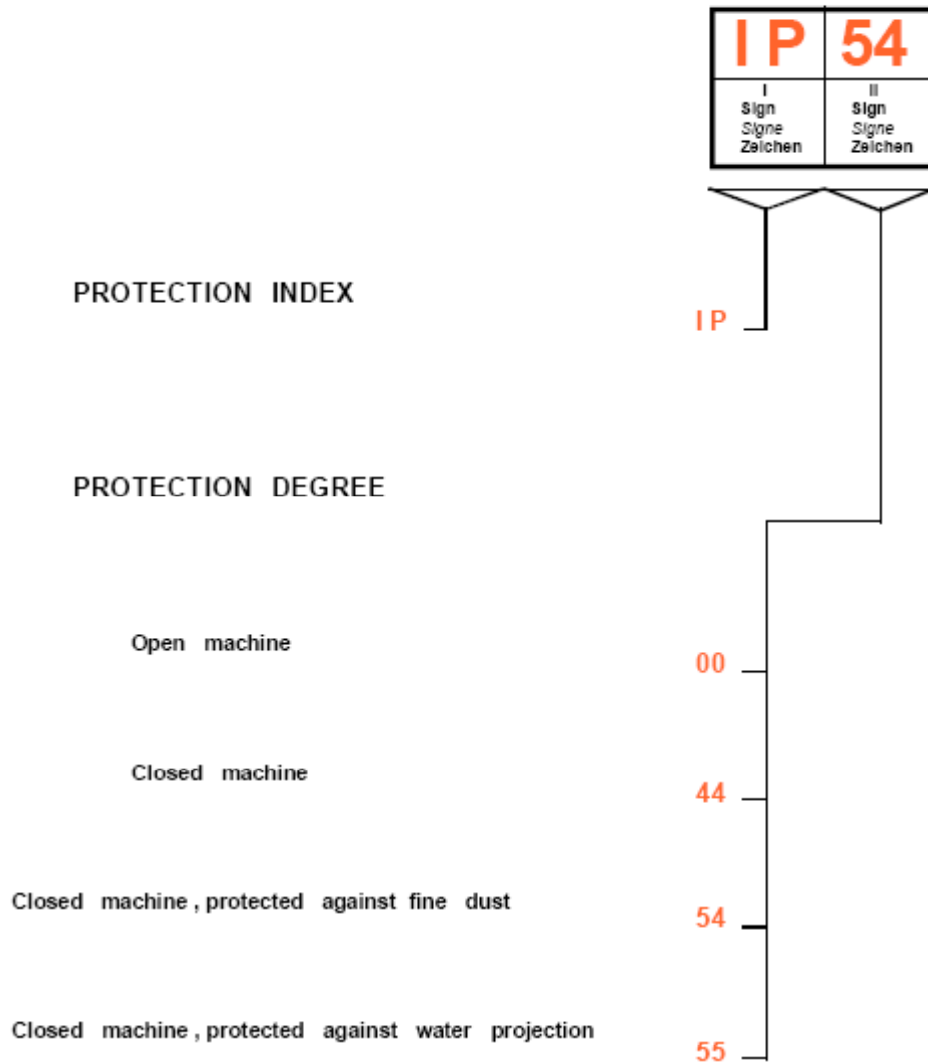 IP 54
I II
Sign Sign
Signe Signe
Zeichen Zeichen
PROTECTION INDEX
IP
PROTECTION DEGREE
Open machine
00
Closed machine
44
Closed machine , protected against fine dust
54
Closed machine , protected against water projection
55